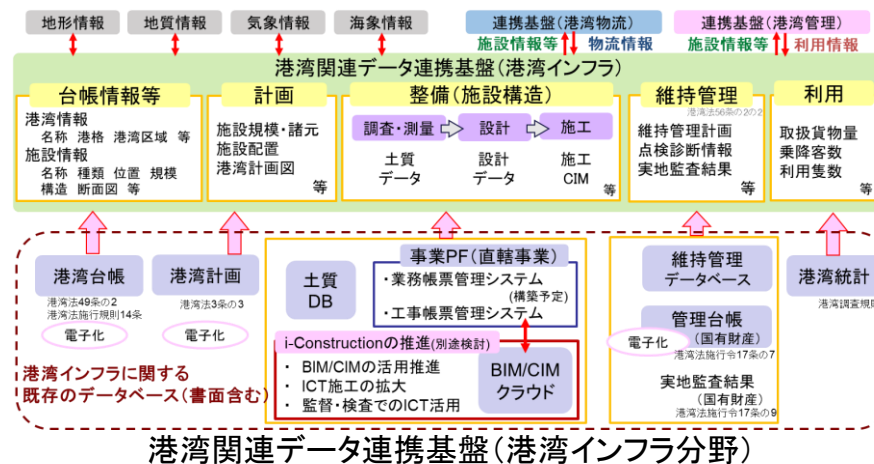 地形情報
地質情報
気象情報
海象情報
連携基盤(港湾物流)
連携基盤(港湾管理)
施設情報等
物流情報
施設情報等
利用情報
港湾関連データ連携基盤(港湾インフラ)
台帳情報等
港湾情報
名称 港格 港湾区域 等
施設情報
名称 種類 位置 規模
構造 断面図 等
計画
施設規模・諸元
施設配置
港湾計画図
等
整備(施設構造)
調査・測量
設計
施工
土質
データ
設計
データ
施工
CIM
等
維持管理
港湾法56条の2の2
維持管理計画
点検診断情報
実地監査結果
等
利用
取扱貨物量
乗降客数
利用隻数
等
港湾台帳
港湾法49条の2
港湾法施行規則14条
電子化
港湾計画
港湾法3条の3
電子化
土質
DB
事業PF(直轄事業)
・業務帳票管理システム
(構築予定)
・工事帳票管理システム
i-Constructionの推進(別途検討)
・ BIM/CIMの活用推進
・ ICT施工の拡大
・ 監督・検査でのICT活用
BIM/CIM
クラウド
維持管理
データベース
管理台帳
(国有財産)
電子化
港湾法施行令17条の7
実地監査結果
(国有財産)
港湾法施行令17条の9
港湾統計
港湾調査規則
港湾インフラに関する
既存のデータベース(書面含む)
港湾関連データ連携基盤(港湾インフラ分野)